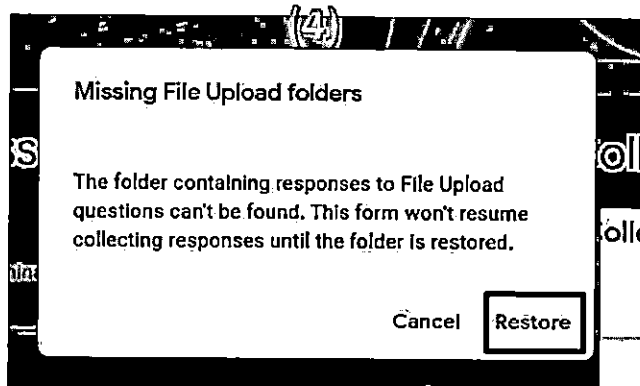 (4)
Missing File Upload folders
The folder containing responses to File Upload
questions can't be found. This form won't resume
collecting responses until the folder is restored.
Cancel Restore